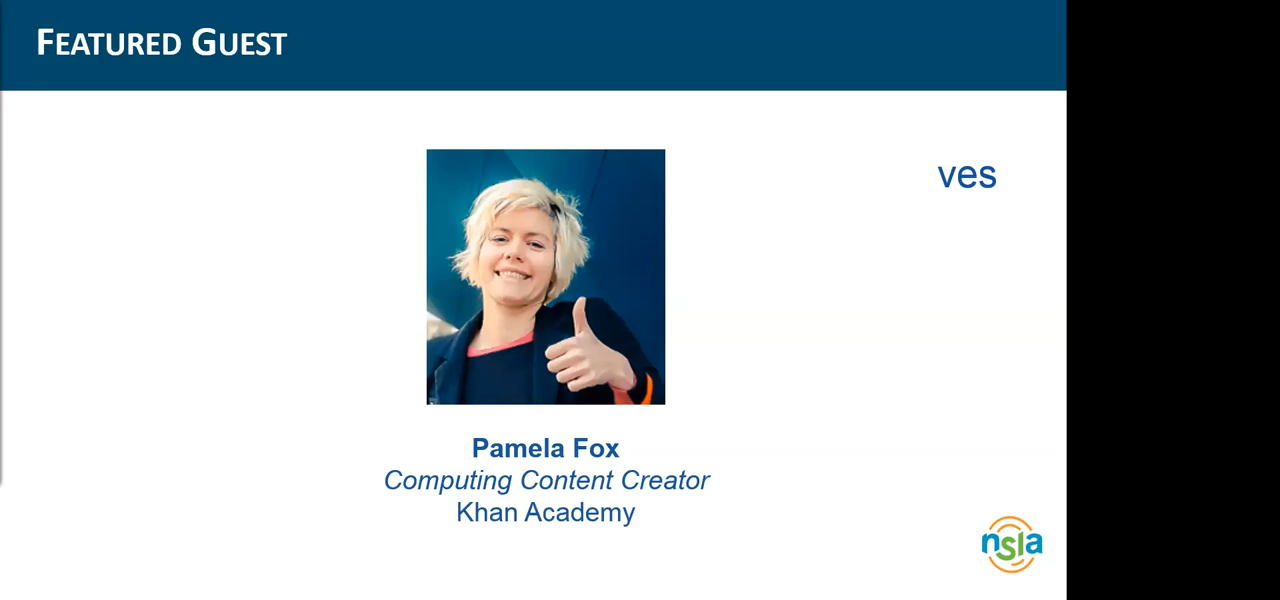 FEATURED GUEST
ves
Pamela Fox
Computing Content Creator
Khan Academy
nsla